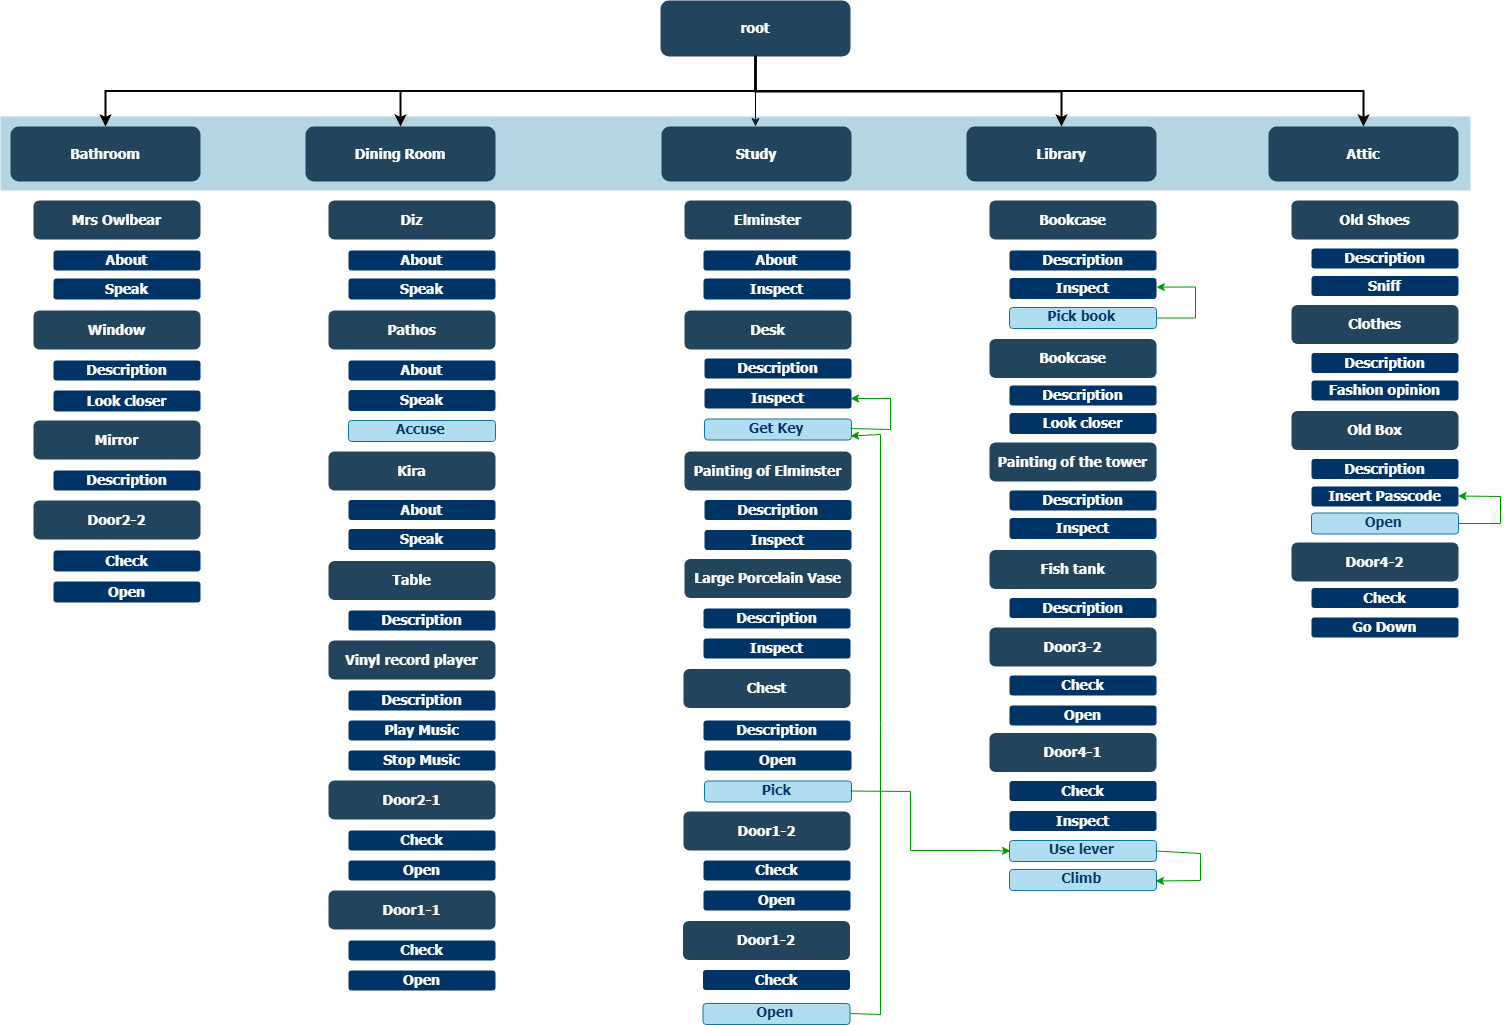 root
Bathroom
Dining Room
Study
Library
Attic
Mrs Owlbear
About
Speak
Window
Description
Look closer
Mirror
Description
Door2-2
Check
Open
Diz
About
Speak
Pathos
About
Speak
Accuse
Kira
About
Speak
Table
Description
Vinyl record player
Description
Play Music
Stop Music
Door2-1
Check
Open
Door1-1
Check
Open
Elminster
About
Inspect
Desk
Description
Inspect
Get Key
Painting of Elminster
Description
Inspect
Large Porcelain Vase
Description
Inspect
Chest
Description
Open
Pick
Door1-2
Check
Open
Door1-2
Check
Open
Bookcase
Description
Inspect
Pick book
Bookcase
Description
Look closer
Painting of the tower
Description
Inspect
Fish tank
Description
Door3-2
Check
Open
Door4-1
Check
Inspect
Use lever
Climb
Old Shoes
Description
Sniff
Clothes
Description
Fashion opinion
Old Box
Description
Insert Passcode
Open
Door4-2
Check
Go Down